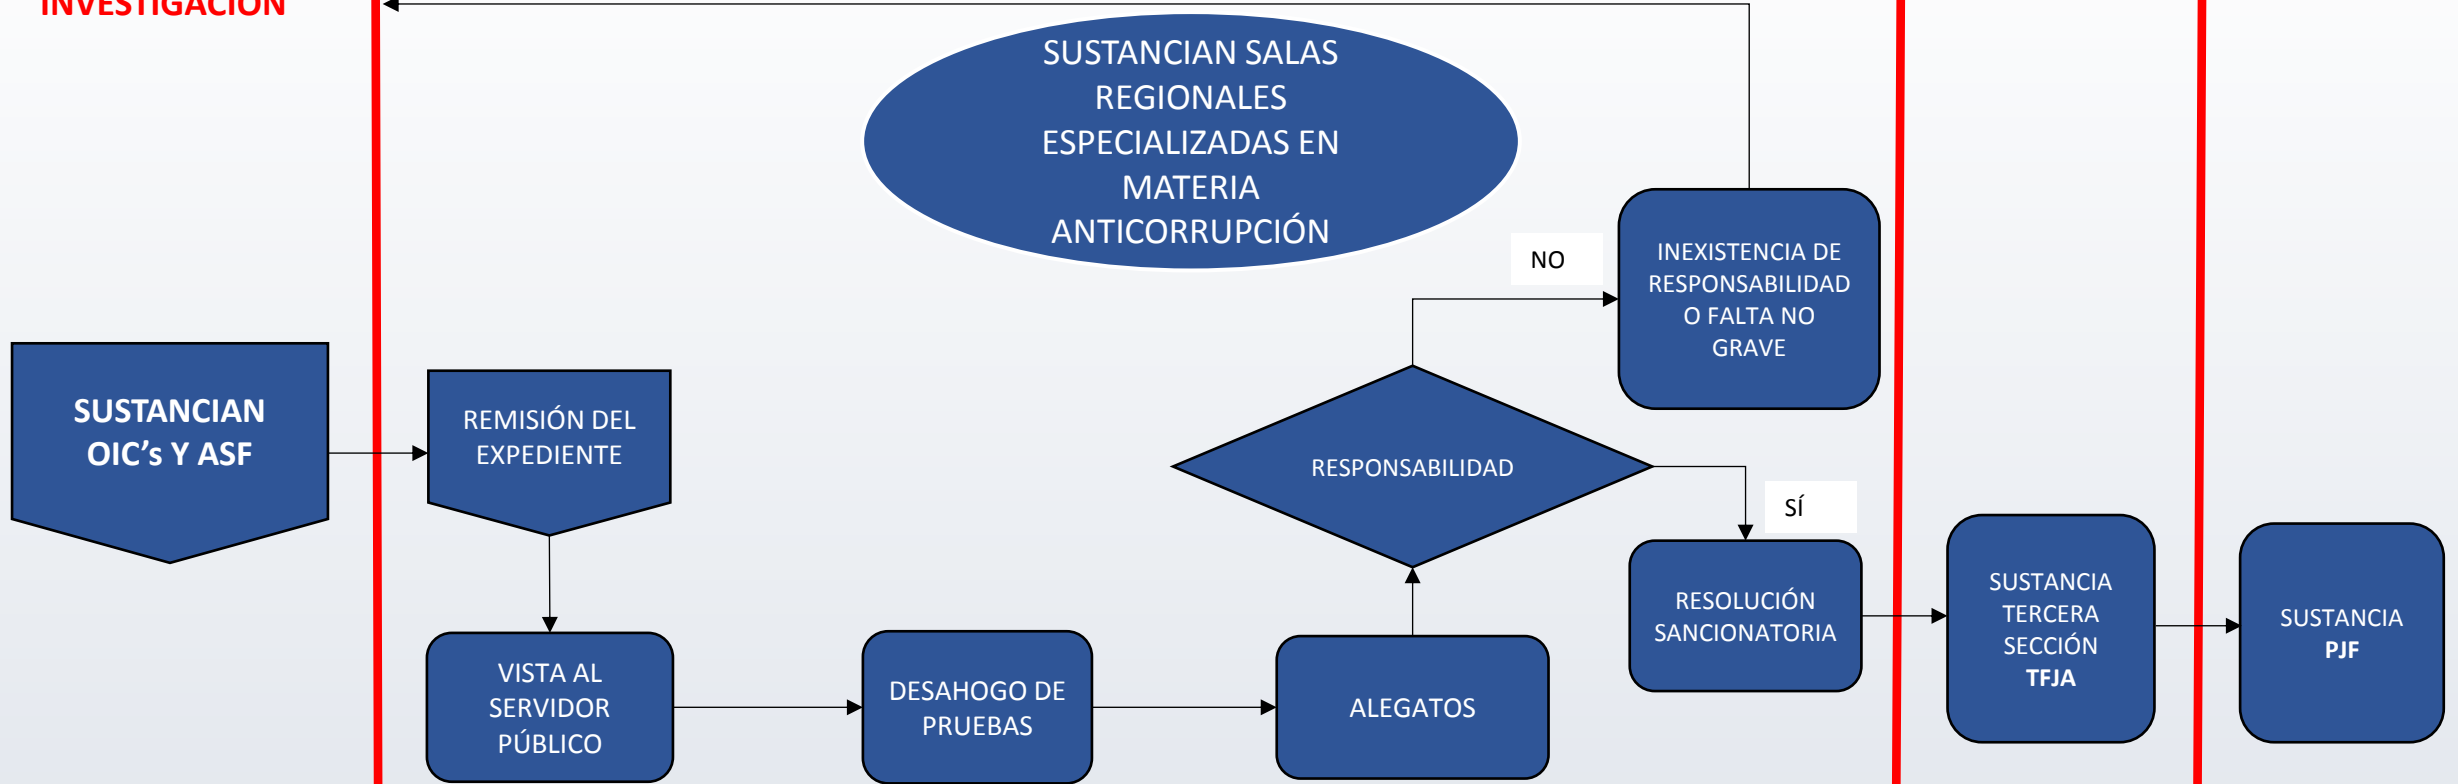 INVESTIGACIÓN
SUSTANCIAN SALAS
REGIONALES
ESPECIALIZADAS EN
MATERIA
ANTICORRUPCIÓN
NO
INEXISTENCIA DE
RESPONSABILIDAD
O FALTA NO
GRAVE
SUSTANCIAN
OIC's Y ASF
REMISIÓN DEL
EXPEDIENTE
RESPONSABILIDAD
SÍ
VISTA AL
SERVIDOR
PÚBLICO
DESAHOGO DE
PRUEBAS
ALEGATOS
RESOLUCIÓN
SANCIONATORIA
SUSTANCIA
TERCERA
SECCIÓN
TFJA
SUSTANCIA
PJF